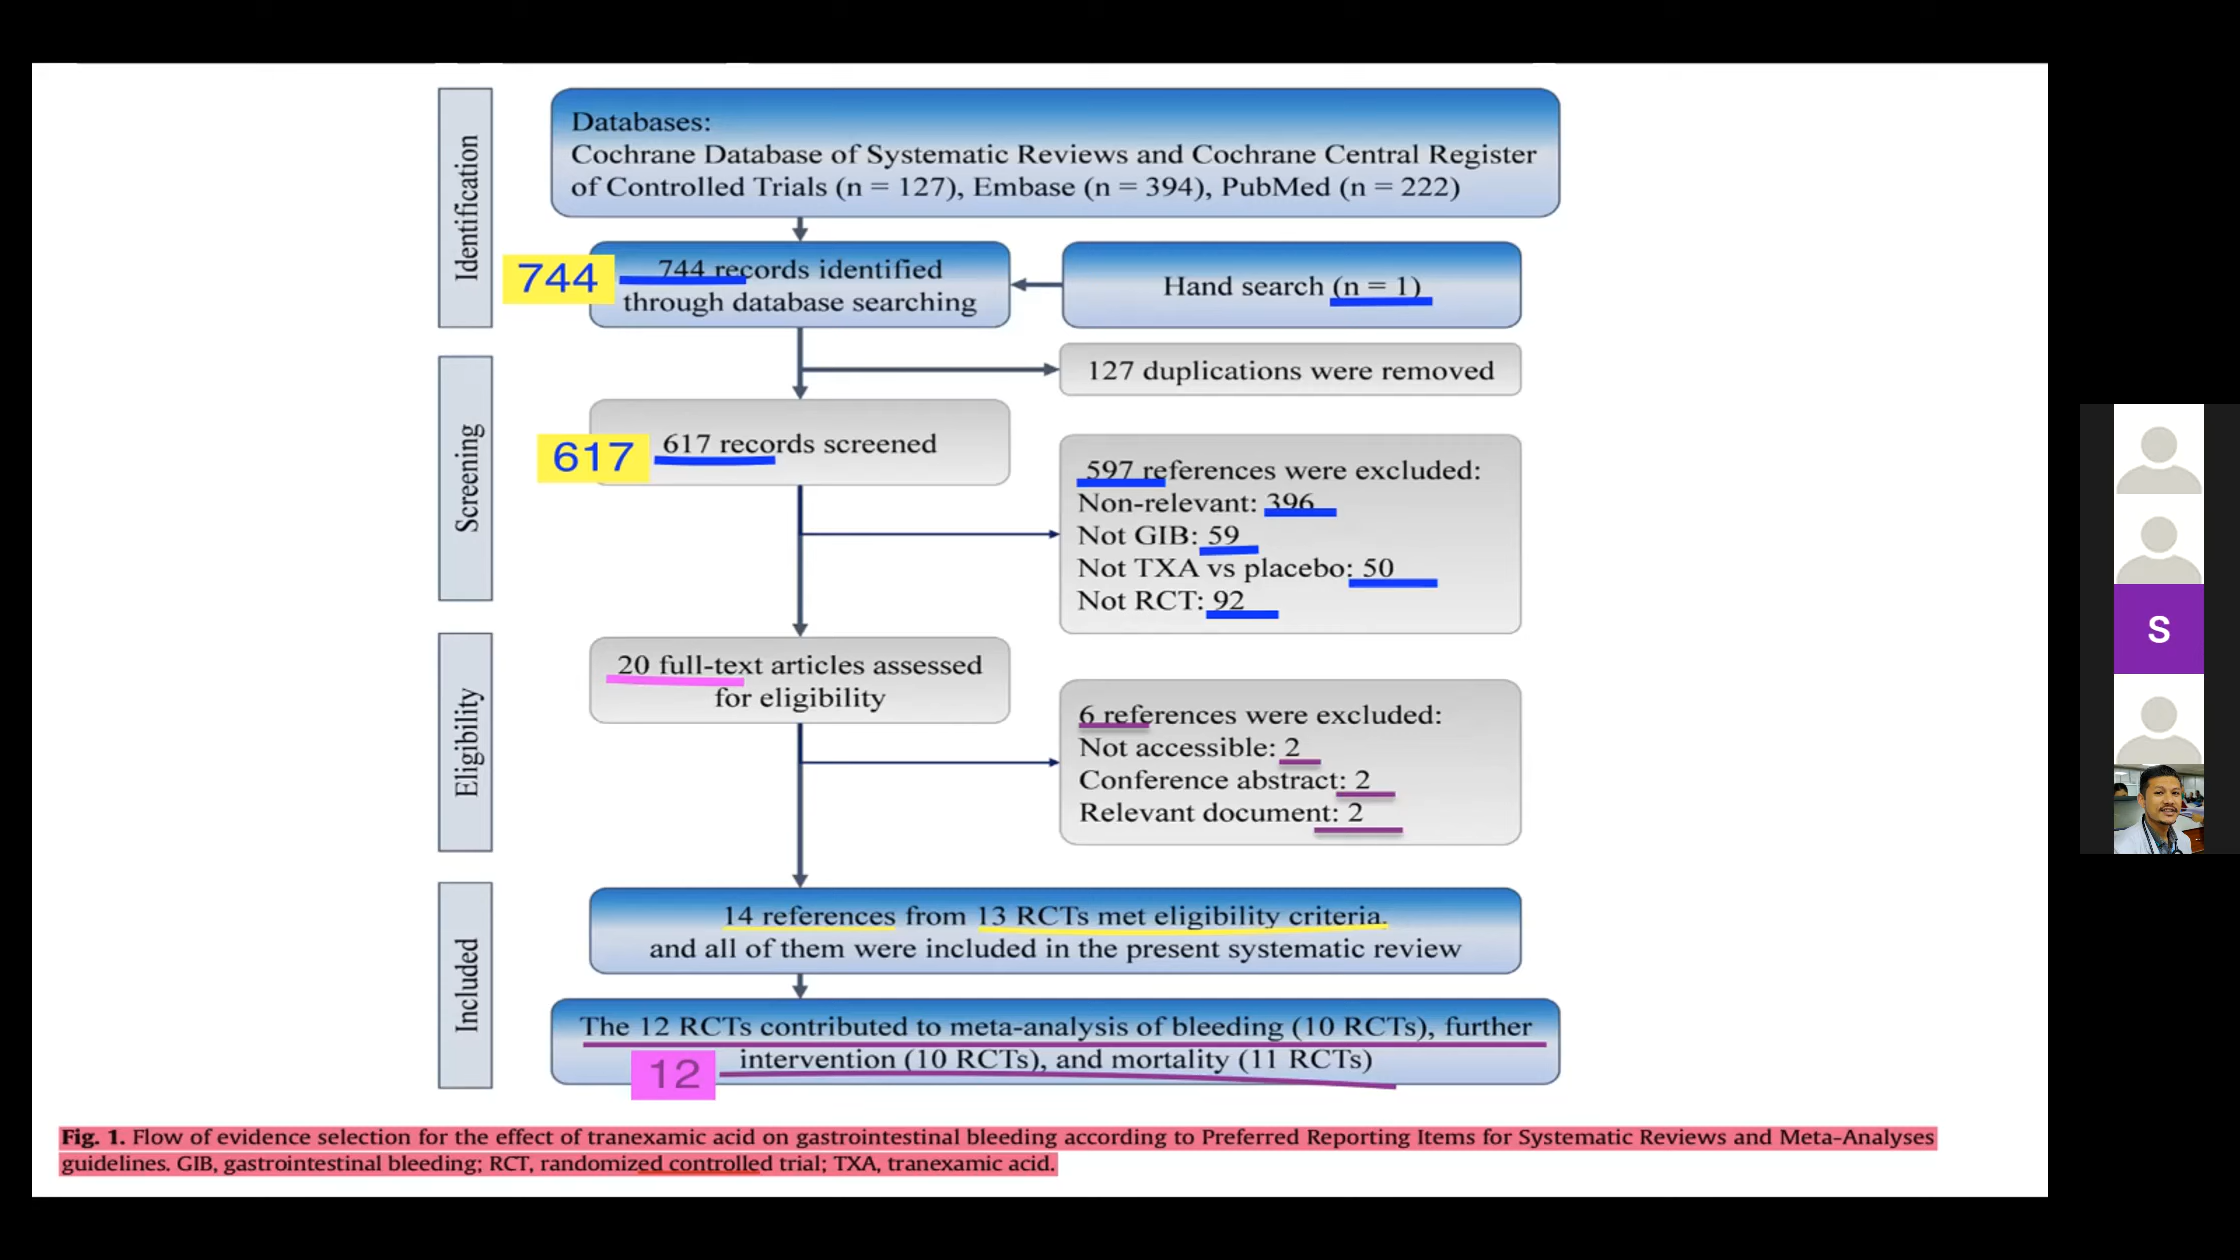 Identification
Databases:
Cochrane Database of Systematic Reviews and Cochrane Central Register
of Controlled Trials (n = 127), Embase (n = 394), PubMed (n = 222)
744
744 records identified
through database searching
Hand search (n = 1)
127 duplications were removed
Screening
617
617 records screened
597 references were excluded:
Non-relevant: 396
Not GIB: 59
Not TXA vs placebo: 50
Not RCT: 92
Eligibility
20 full-text articles assessed
for eligibility
6 references were excluded:
Not accessible: 2
Conference abstract: 2
Relevant document: 2
Included
14 references from 13 RCTs met eligibility criteria.
and all of them were included in the present systematic review
The 12 RCTs contributed to meta-analysis of bleeding (10 RCTs), further
intervention (10 RCTs), and mortality (11 RCTs)
12
Fig. 1. Flow of evidence selection for the effect of tranexamic acid on gastrointestinal bleeding according to Preferred Reporting Items for Systematic Reviews and Meta-Analyses
guidelines. GIB, gastrointestinal bleeding; RCT, randomized controlled trial; TXA, tranexamic acid.
S